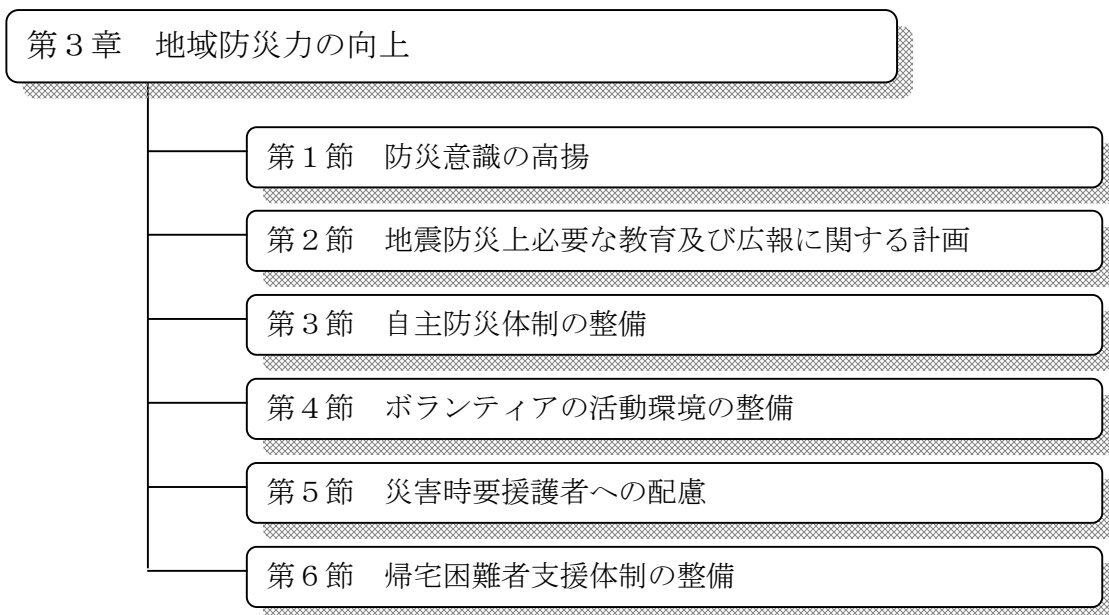 第３章　地域防災力の向上
第１節　防災意識の高揚
第２節　地震防災上必要な教育及び広報に関する計画
第３節　自主防災体制の整備
第４節　ボランティアの活動環境の整備
第５節　災害時要援護者への配慮
第６節　帰宅困難者支援体制の整備